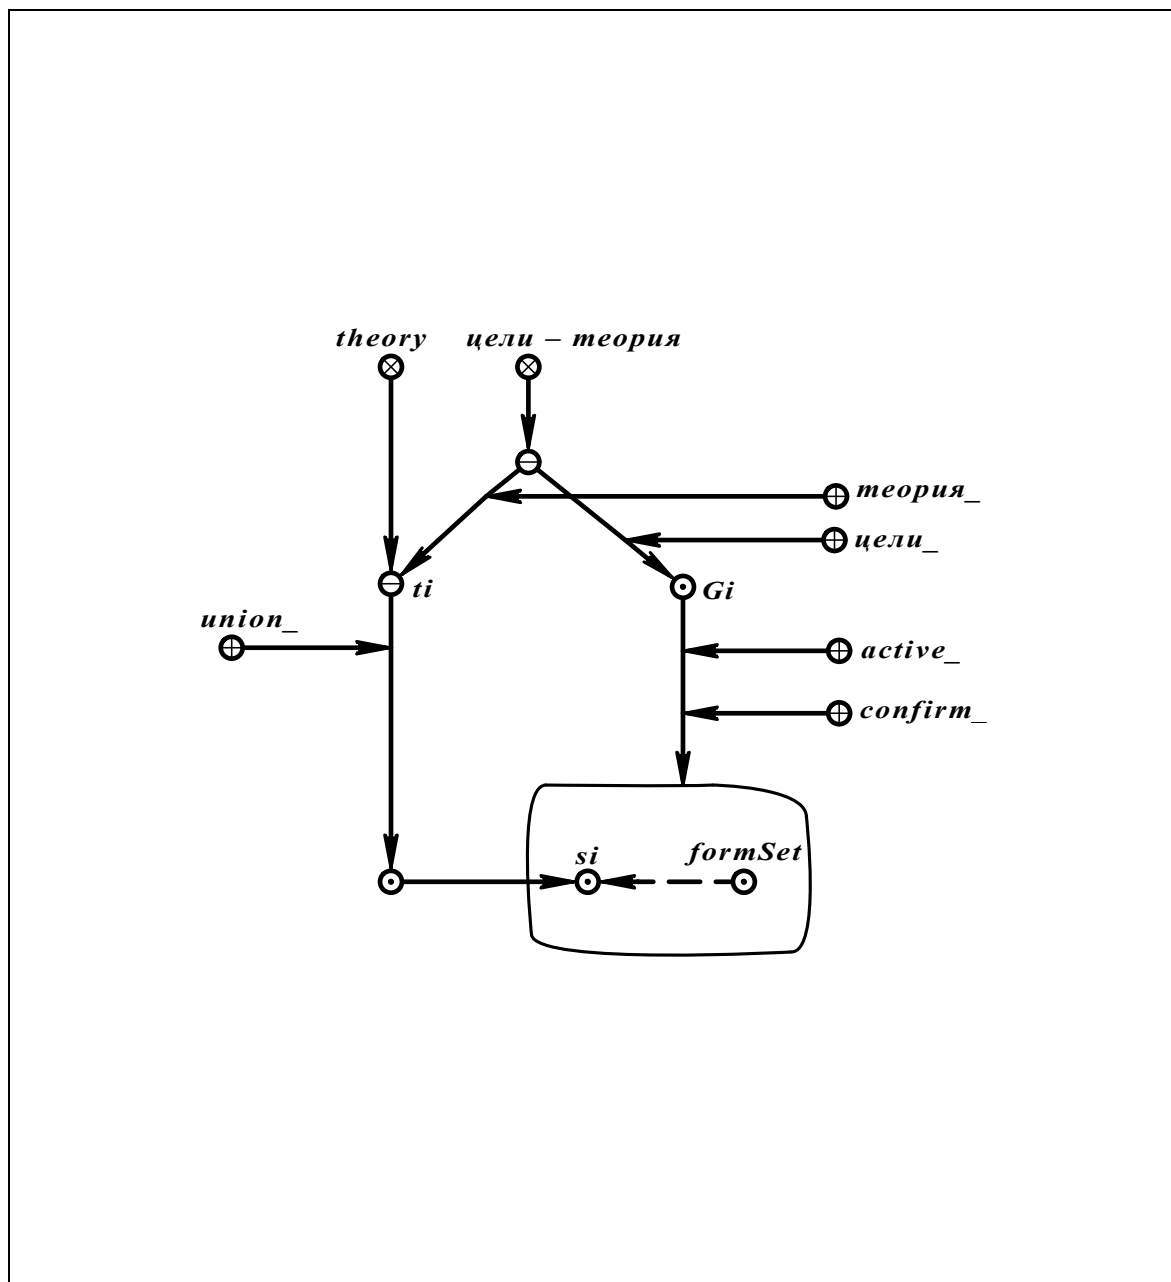 theory цели – теория
теория_
цели_
ti
Gi
union_
active_
confirm_
si
formSet